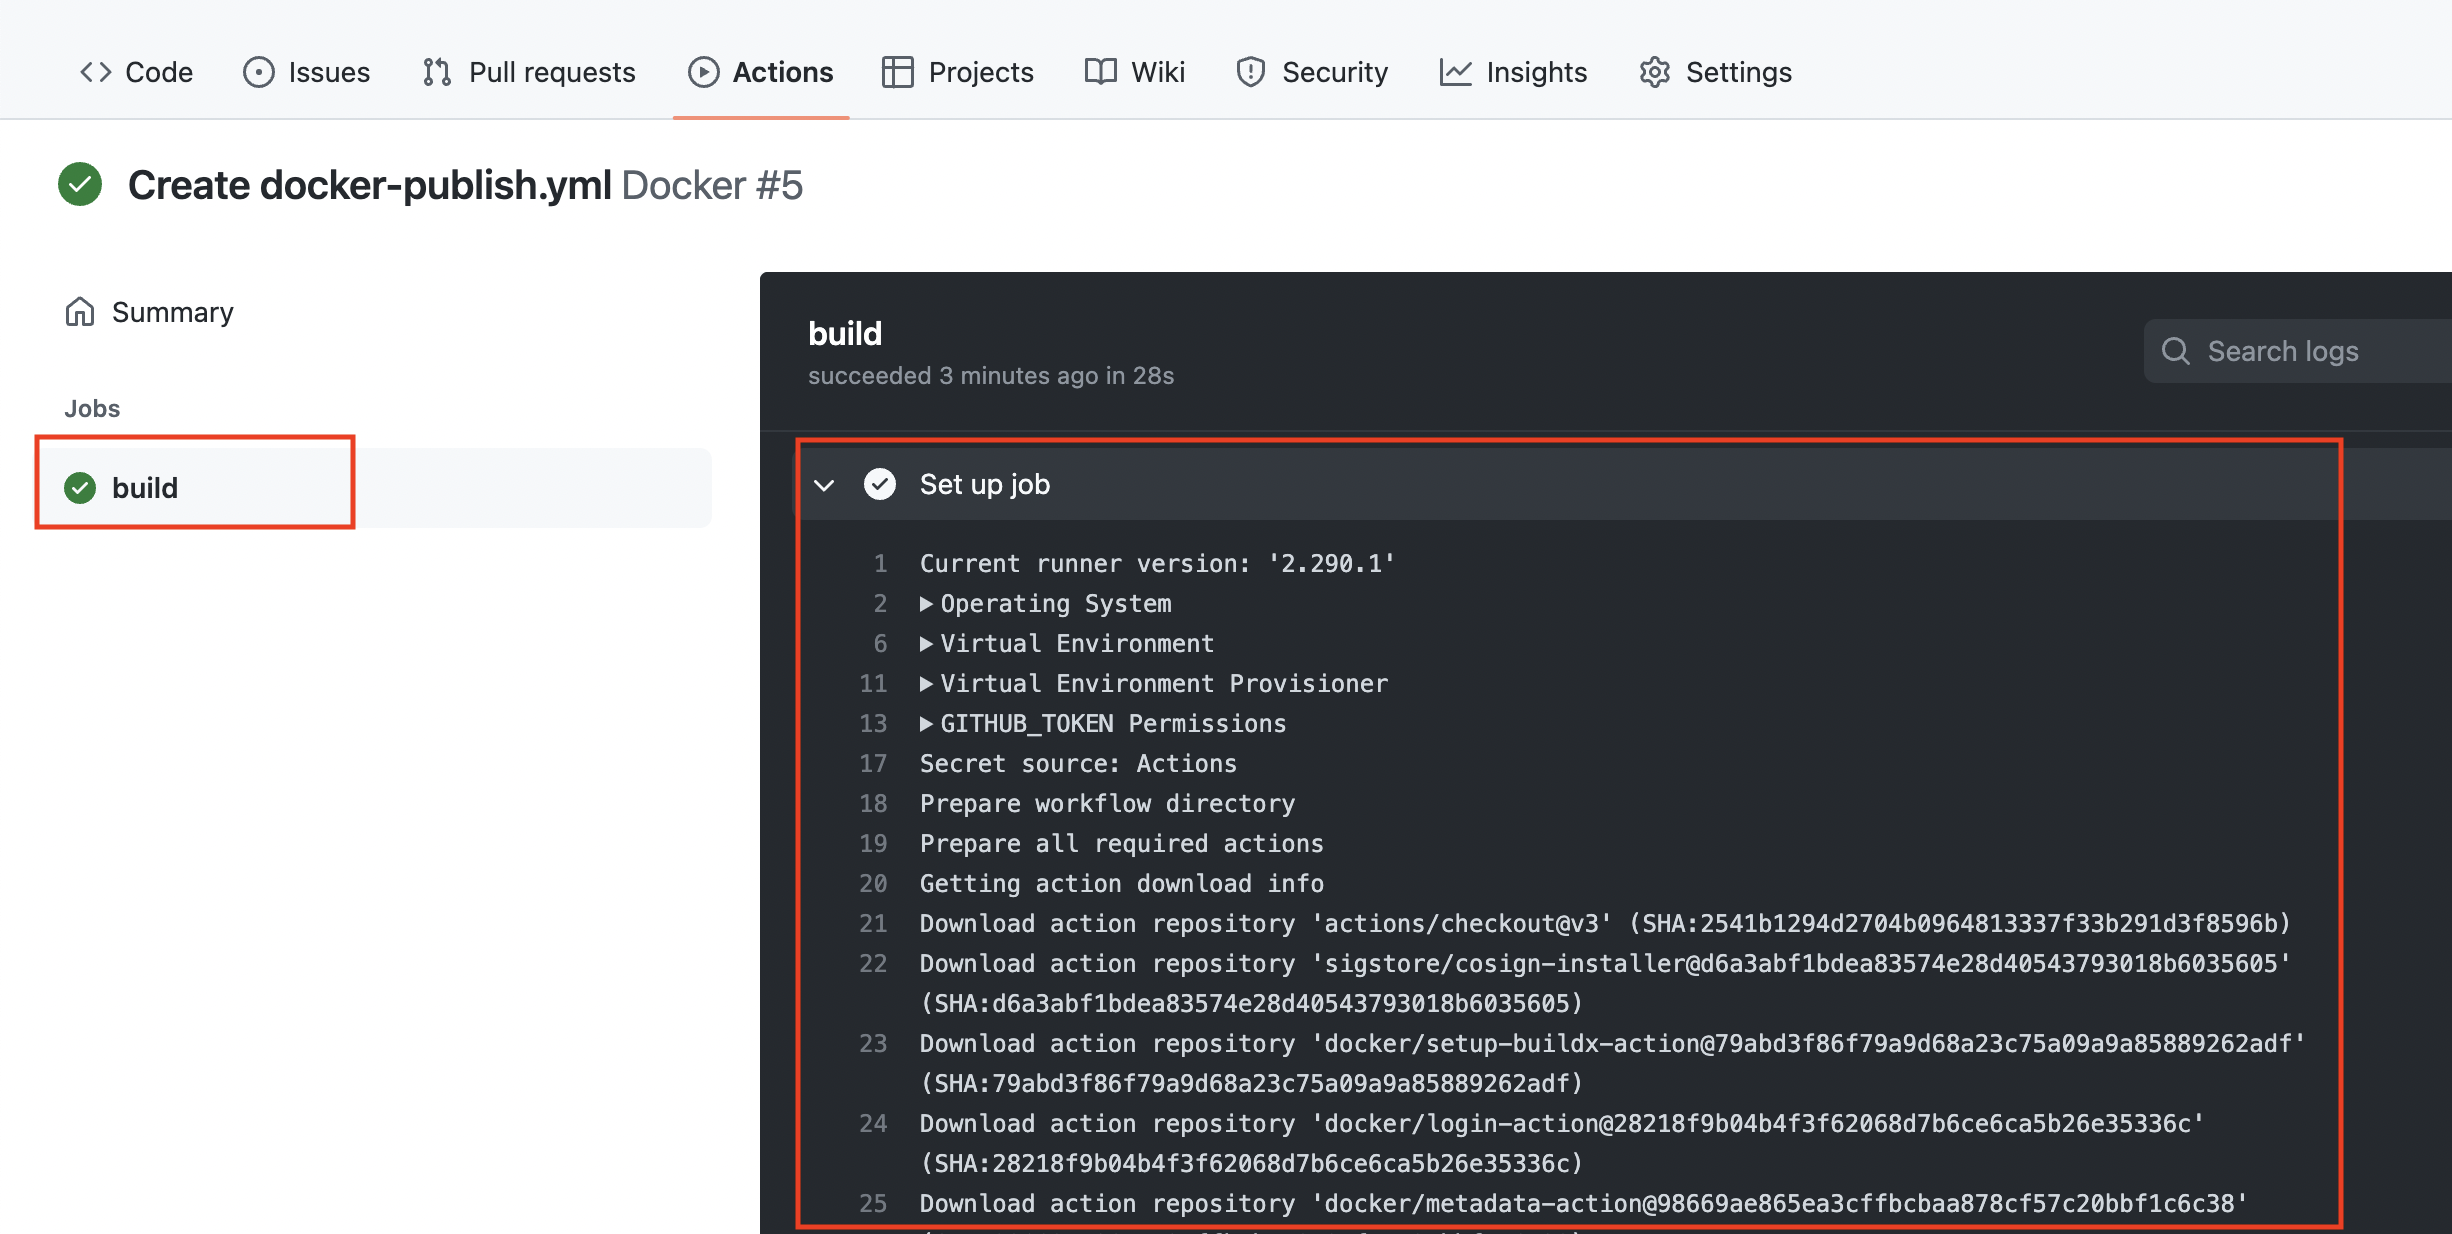 Code Issues Pull requests Actions Projects Wiki Security Insights Settings
Create docker-publish.yml Docker #5
Summary
Jobs
build
build
succeeded 3 minutes ago in 28s
Search logs
Set up job
1 Current runner version: '2.290.1'
2 Operating System
6 Virtual Environment
11 Virtual Environment Provisioner
13 GITHUB_TOKEN Permissions
17 Secret source: Actions
18 Prepare workflow directory
19 Prepare all required actions
20 Getting action download info
21 Download action repository 'actions/checkout@v3' (SHA:2541b1294d2704b0964813337f33b291d3f8596b)
22 Download action repository 'sigstore/cosign-installer@d6a3abf1bdea83574e28d40543793018b6035605'
(SHA:d6a3abf1bdea83574e28d40543793018b6035605)
23 Download action repository 'docker/setup-buildx-action@79abd3f86f79a9d68a23c75a09a9a85889262adf'
(SHA:79abd3f86f79a9d68a23c75a09a9a85889262adf)
24 Download action repository 'docker/login-action@28218f9b04b4f3f62068d7b6ce6ca5b26e35336c'
(SHA:28218f9b04b4f3f62068d7b6ce6ca5b26e35336c)
25 Download action repository 'docker/metadata-action@98669ae865ea3cffbcbaa878cf57c20bbf1c6c38'